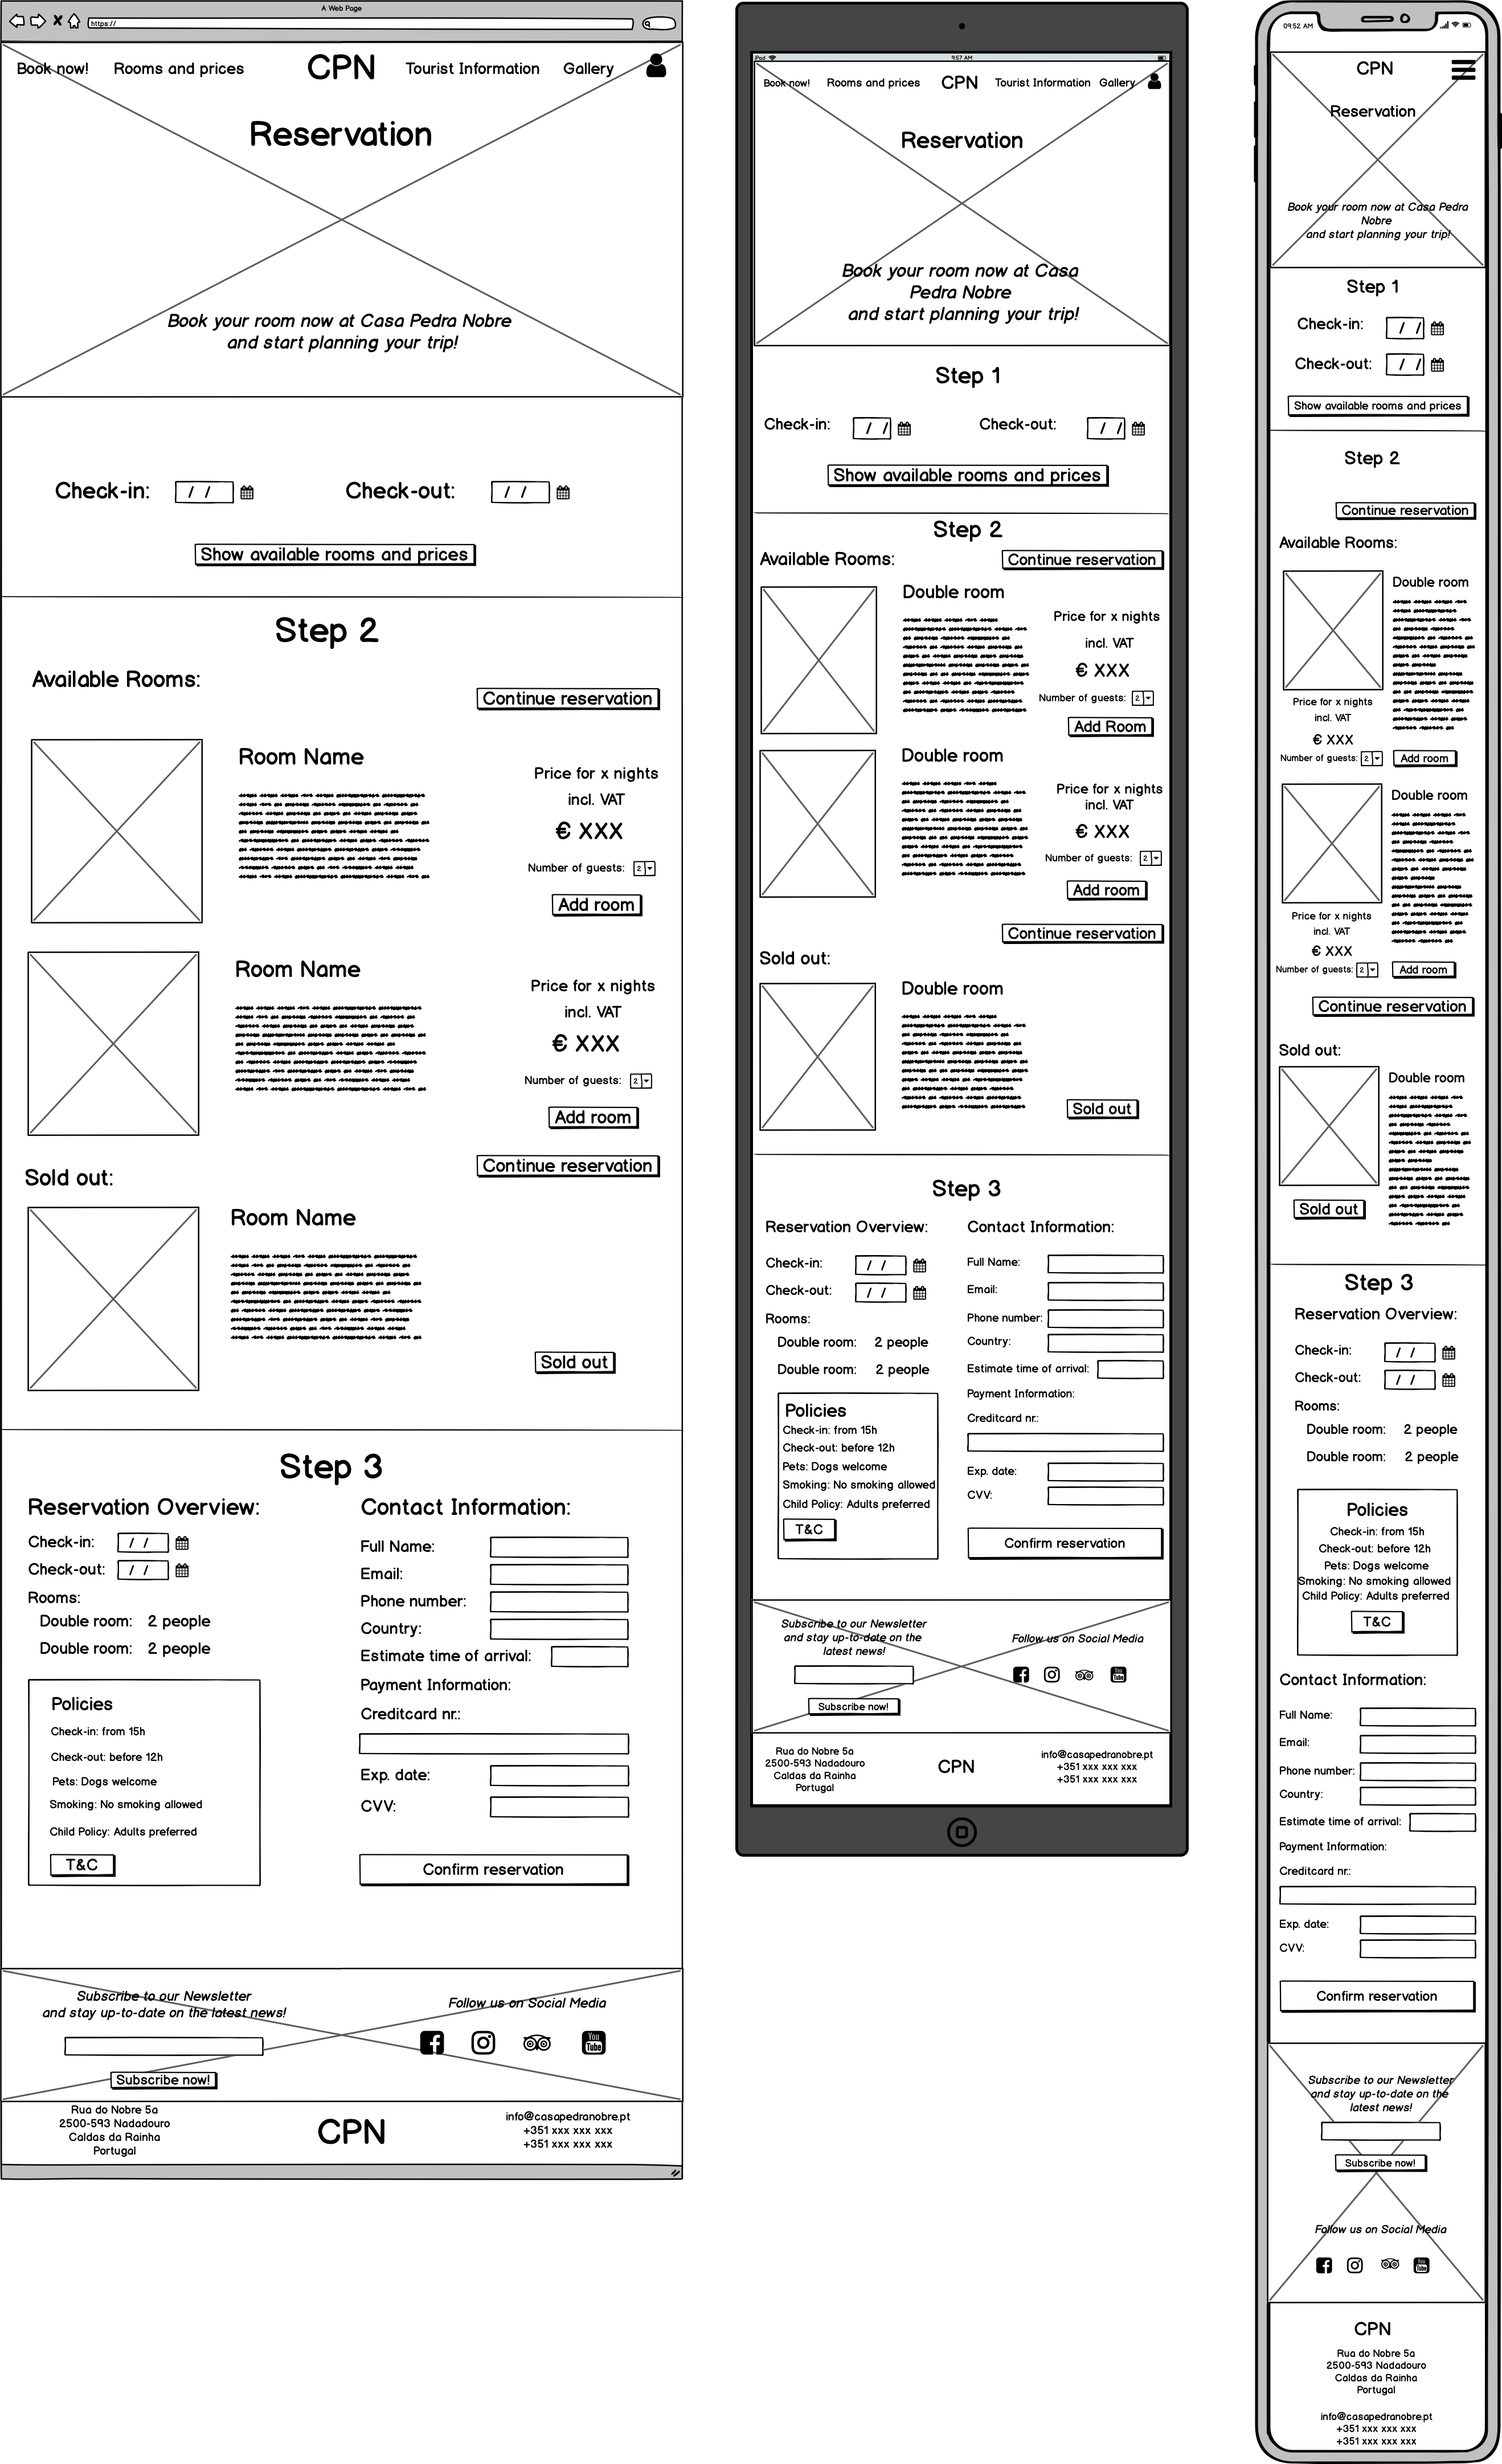 A Web Page
https://
Book now! Rooms and prices CPN Tourist Information Gallery
Reservation
Book your room now at Casa Pedra Nobre
and start planning your trip!
Check-in: / / Check-out: / /
Show available rooms and prices
Step 2
Available Rooms:
Continue reservation
Room Name
Price for x nights
incl. VAT
€ XXX
Number of guests: 2
Add room
Room Name
Price for x nights
incl. VAT
€ XXX
Number of guests: 2
Add room
Continue reservation
Sold out:
Room Name
Sold out
Step 3
Reservation Overview:
Check-in: / /
Check-out: / /
Rooms:
Double room: 2 people
Double room: 2 people
Policies
Check-in: from 15h
Check-out: before 12h
Pets: Dogs welcome
Smoking: No smoking allowed
Child Policy: Adults preferred
T&C
Contact Information:
Full Name:
Email:
Phone number:
Country:
Estimate time of arrival:
Payment Information:
Creditcard nr.:
Exp. date:
CVV:
Confirm reservation
Subscribe to our Newsletter
and stay up-to-date on the latest news!
Subscribe now!
Follow us on Social Media
You
Tube
Rua do Nobre 5a
2500-593 Nadadouro
Caldas da Rainha
Portugal
CPN
info@casapedranobre.pt
+351 xxx xxx xxx
+351 xxx xxx xxx
iPod 9:57 AM
Book now! Rooms and prices CPN Tourist Information Gallery
Reservation
Book your room now at Casa
Pedra Nobre
and start planning your trip!
Step 1
Check-in: / / Check-out: / /
Show available rooms and prices
Step 2
Available Rooms: Continue reservation
Double room
Price for x nights
incl. VAT
€ XXX
Number of guests: 2
Add Room
Double room
Price for x nights
incl. VAT
€ XXX
Number of guests: 2
Add room
Continue reservation
Sold out:
Double room
Sold out
Step 3
Reservation Overview:
Check-in: / /
Check-out: / /
Rooms:
Double room: 2 people
Double room: 2 people
Policies
Check-in: from 15h
Check-out: before 12h
Pets: Dogs welcome
Smoking: No smoking allowed
Child Policy: Adults preferred
T&C
Contact Information:
Full Name:
Email:
Phone number:
Country:
Estimate time of arrival:
Payment Information:
Creditcard nr.:
Exp. date:
CVV:
Confirm reservation
Subscribe to our Newsletter
and stay up-to-date on the
latest news!
Subscribe now!
Follow us on Social Media
You
Tube
Rua do Nobre 5a
2500-593 Nadadouro
Caldas da Rainha
Portugal
CPN
info@casapedranobre.pt
+351 xxx xxx xxx
+351 xxx xxx xxx
09:52 AM
CPN
Reservation
Book your room now at Casa Pedra
Nobre
and start planning your trip!
Step 1
Check-in: / /
Check-out: / /
Show available rooms and prices
Step 2
Continue reservation
Available Rooms:
Double room
Price for x nights
incl. VAT
€ XXX
Number of guests: 2 Add room
Double room
Price for x nights
incl. VAT
€ XXX
Number of guests: 2 Add room
Continue reservation
Sold out:
Double room
Sold out
Step 3
Reservation Overview:
Check-in: / /
Check-out: / /
Rooms:
Double room: 2 people
Double room: 2 people
Policies
Check-in: from 15h
Check-out: before 12h
Pets: Dogs welcome
Smoking: No smoking allowed
Child Policy: Adults preferred
T&C
Contact Information:
Full Name:
Email:
Phone number:
Country:
Estimate time of arrival:
Payment Information:
Creditcard nr.:
Exp. date:
CVV:
Confirm reservation
Subscribe to our Newsletter
and stay up-to-date on the
latest news!
Subscribe now!
Follow us on Social Media
You
Tube
CPN
Rua do Nobre 5a
2500-593 Nadadouro
Caldas da Rainha
Portugal
info@casapedranobre.pt
+351 xxx xxx xxx
+351 xxx xxx xxx